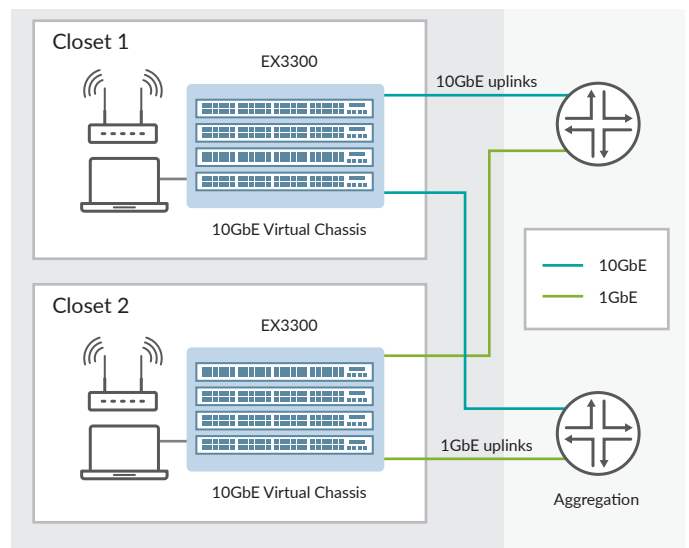 Closet 1
EX3300
10GbE uplinks
10GbE Virtual Chassis
10GbE
1GbE
Closet 2
EX3300
1GbE uplinks
10GbE Virtual Chassis
Aggregation